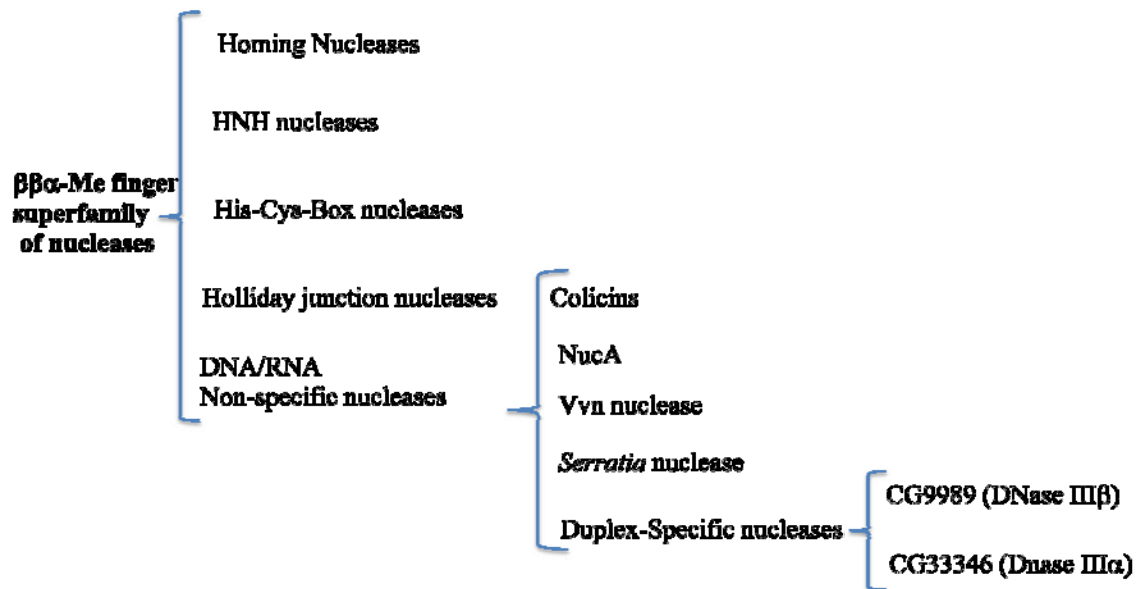 ββα-Me finger
superfamily
of nucleases
Homing Nucleases
HNH nucleases
His-Cys-Box nucleases
Holliday junction nucleases
DNA/RNA
Non-specific nucleases
Colicins
NucA
Vvn nuclease
Serratia nuclease
Duplex-Specific nucleases
CG9989 (DNase IIIβ)
CG33346 (Dnase IIIα)